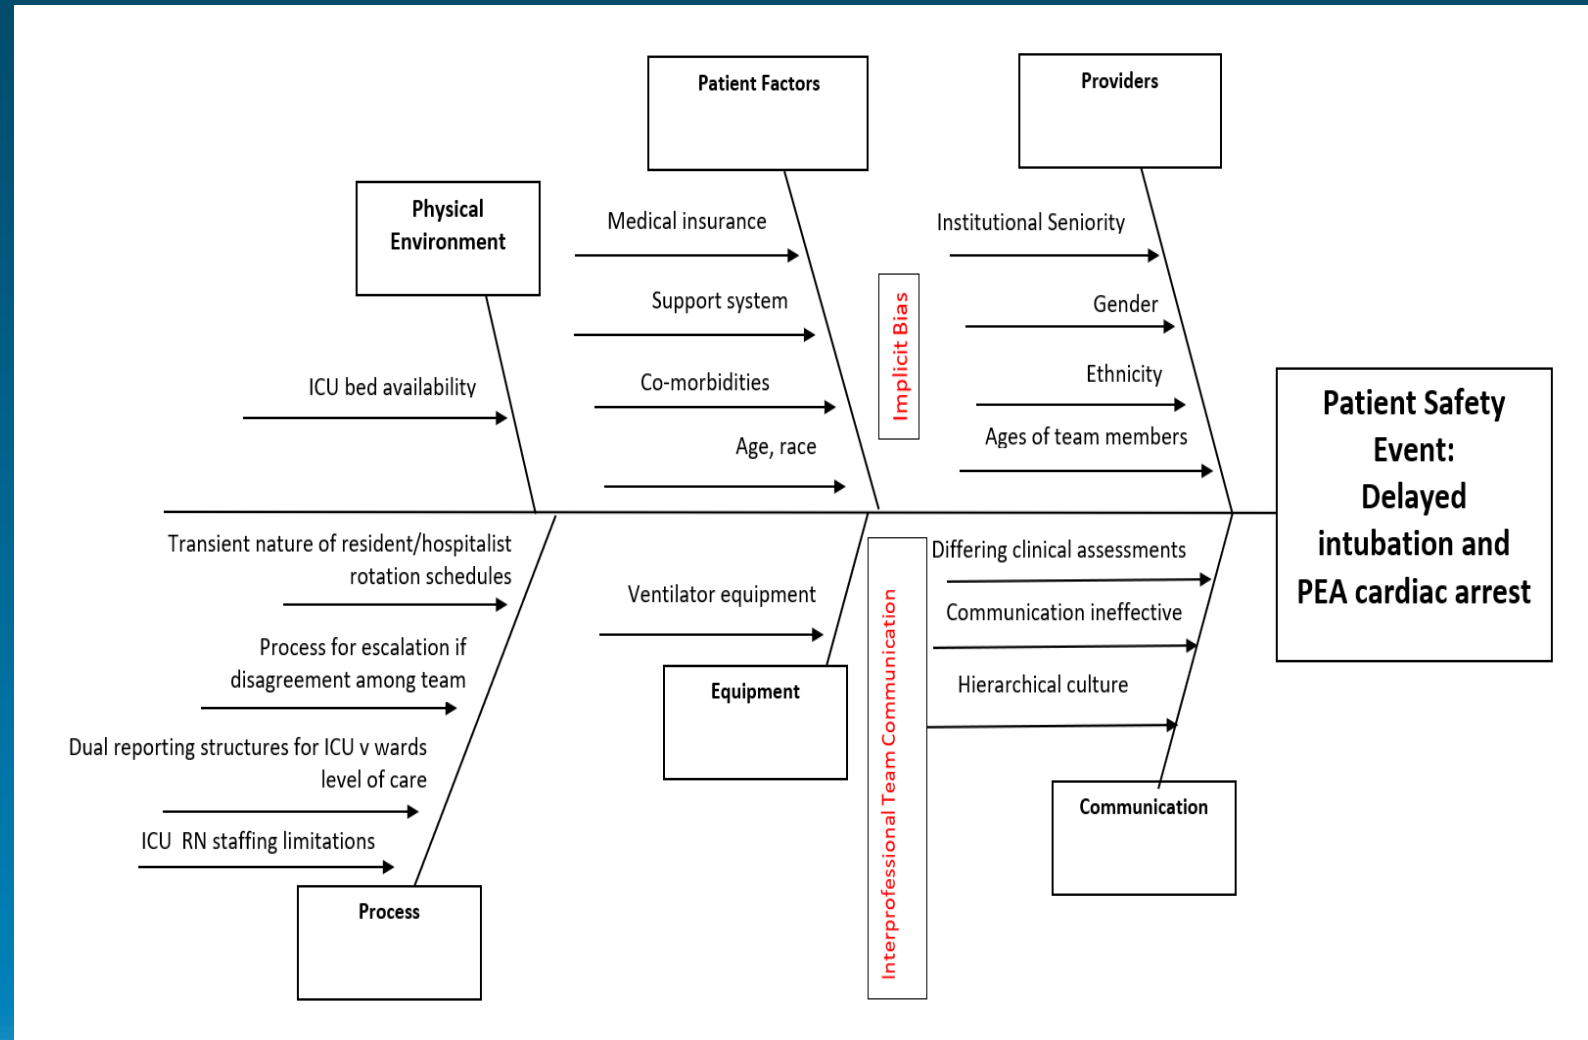 Patient Factors
Providers
Physical
Environment
Medical insurance
Support system
Co-morbidities
Age, race
Implicit Bias
Institutional Seniority
Gender
Ethnicity
Ages of team members
ICU bed availability
Patient Safety
Event:
Delayed
intubation and
PEA cardiac arrest
Transient nature of resident/hospitalist
rotation schedules
Process for escalation if
disagreement among team
Dual reporting structures for ICU v wards
level of care
ICU RN staffing limitations
Process
Ventilator equipment
Equipment
Interprofessional Team Communication
Differing clinical assessments
Communication ineffective
Hierarchical culture
Communication